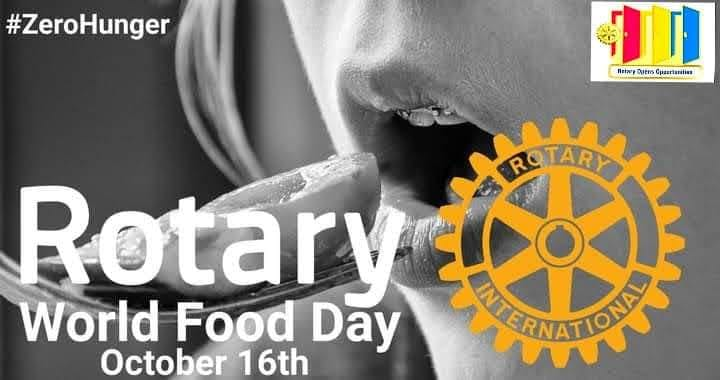 #ZeroHunger
Rotary Opens Opportunities
Rotary
ROTARY
INTERNATIONAL
World Food Day
October 16th